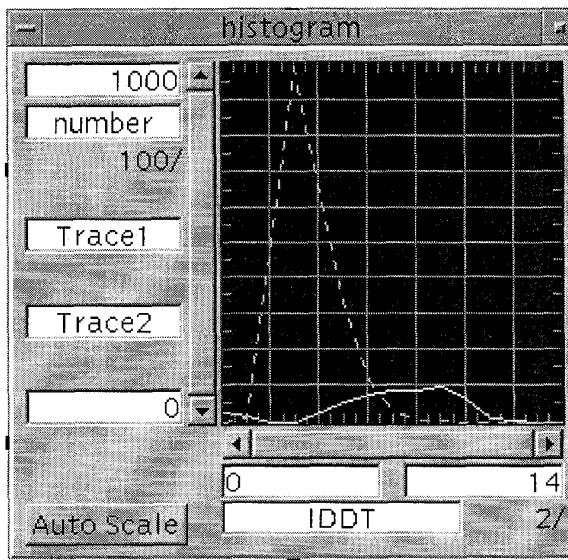 histogram
1000
number
100/
Trace1
Trace2
0
0
14
Auto Scale
IDDT
2/